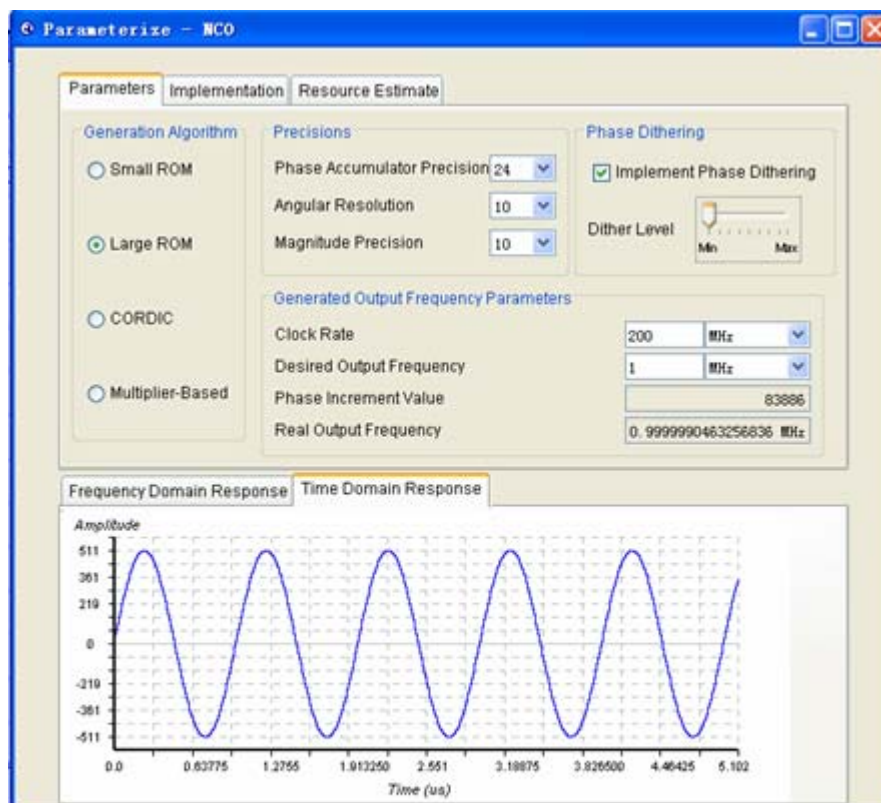 Parameterize - NCO
Parameters Implementation Resource Estimate
Generation Algorithm
Small ROM
Large ROM
CORDIC
Multiplier-Based
Precisions
Phase Accumulator Precision 24
Angular Resolution 10
Magnitude Precision 10
Phase Dithering
Implement Phase Dithering
Dither Level
Min Max
Generated Output Frequency Parameters
Clock Rate 200 MHz
Desired Output Frequency 1 MHz
Phase Increment Value 83886
Real Output Frequency 0.9999990463256836 MHz
Frequency Domain Response Time Domain Response
Amplitude
511
361
219
0
-219
-361
-511
0.0 0.63775 1.2755 1.913250 2.551 3.18875 3.826500 4.46425 5.102
Time (us)